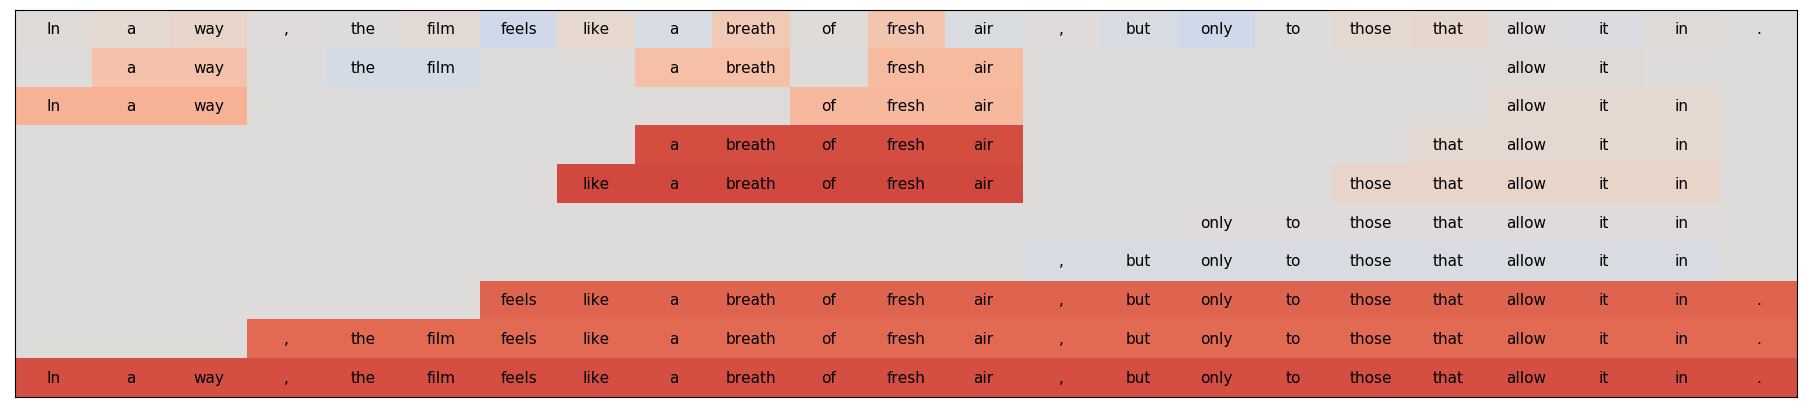 In a way , the film feels like a breath of fresh air , but only to those that allow it in .
a way the film a breath fresh air allow it
In a way of fresh air allow it in
a breath of fresh air that allow it in
like a breath of fresh air those that allow it in
only to those that allow it in
, but only to those that allow it in
feels like a breath of fresh air , but only to those that allow it in .
, the film feels like a breath of fresh air , but only to those that allow it in .
In a way , the film feels like a breath of fresh air , but only to those that allow it in .